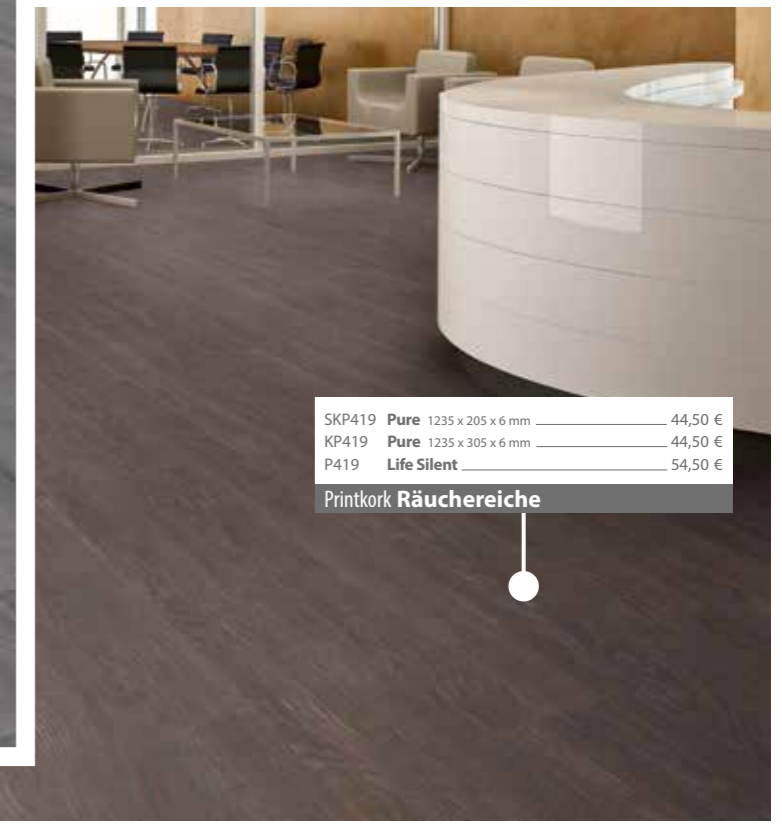 SKP419 Pure 1235 x 205 x 6 mm 44,50 €
KP419 Pure 1235 x 305 x 6 mm 44,50 €
P419 Life Silent 54,50 €
Printkork Räuchereiche